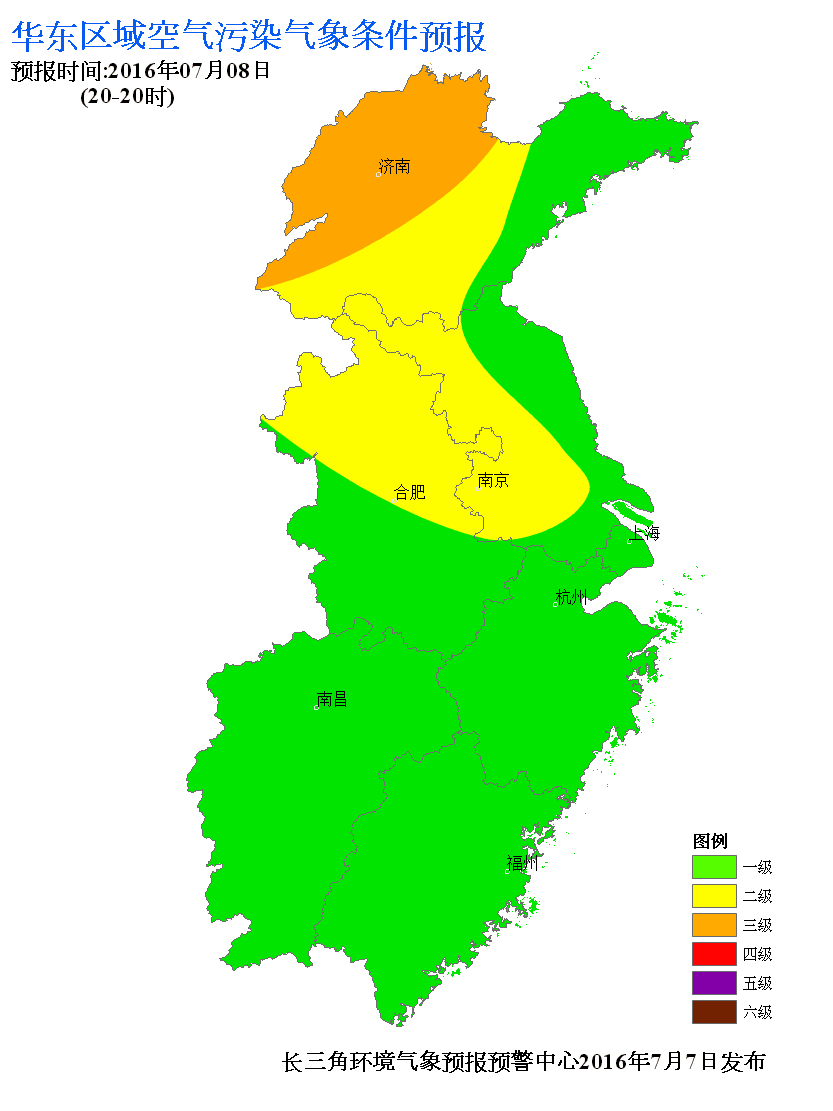 华东区域空气污染气象条件预报
预报时间:2016年07月08日
(20-20时)
济南
合肥
南京
上海
杭州
南昌
福州
图例
一级
二级
三级
四级
五级
六级
长三角环境气象预报预警中心2016年7月7日发布